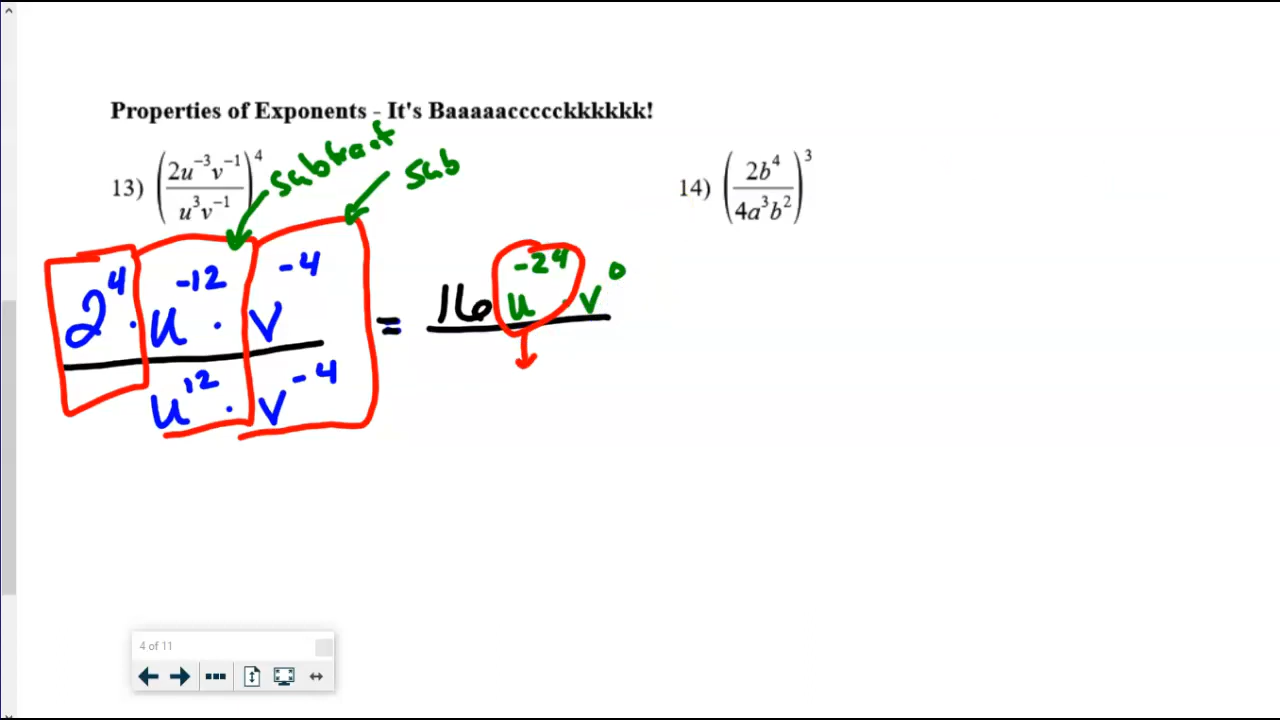 Properties of Exponents - It's Baaaaacccccckkkkkk!
subtract
sub
13) (2u⁻³v⁻¹ / u³v⁻¹)⁴
14) (2b⁴ / 4a³b²)³
2⁴ · u⁻¹² · v⁻⁴ / u¹² · v⁻⁴ = 16 u⁻²⁴ · v⁰
4 of 11